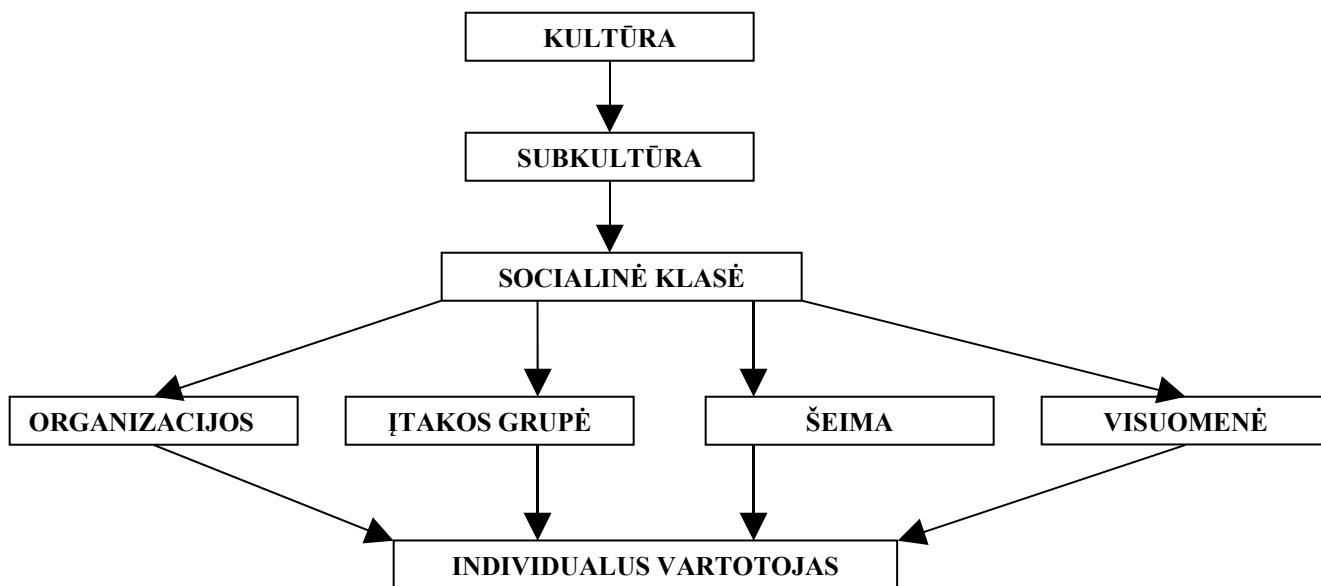 KULTŪRA
SUBKULTŪRA
SOCIALINĖ KLASĖ
ORGANIZACIJOS
ĮTAKOS GRUPĖ
ŠEIMA
VISUOMENĖ
INDIVIDUALUS VARTOTOJAS